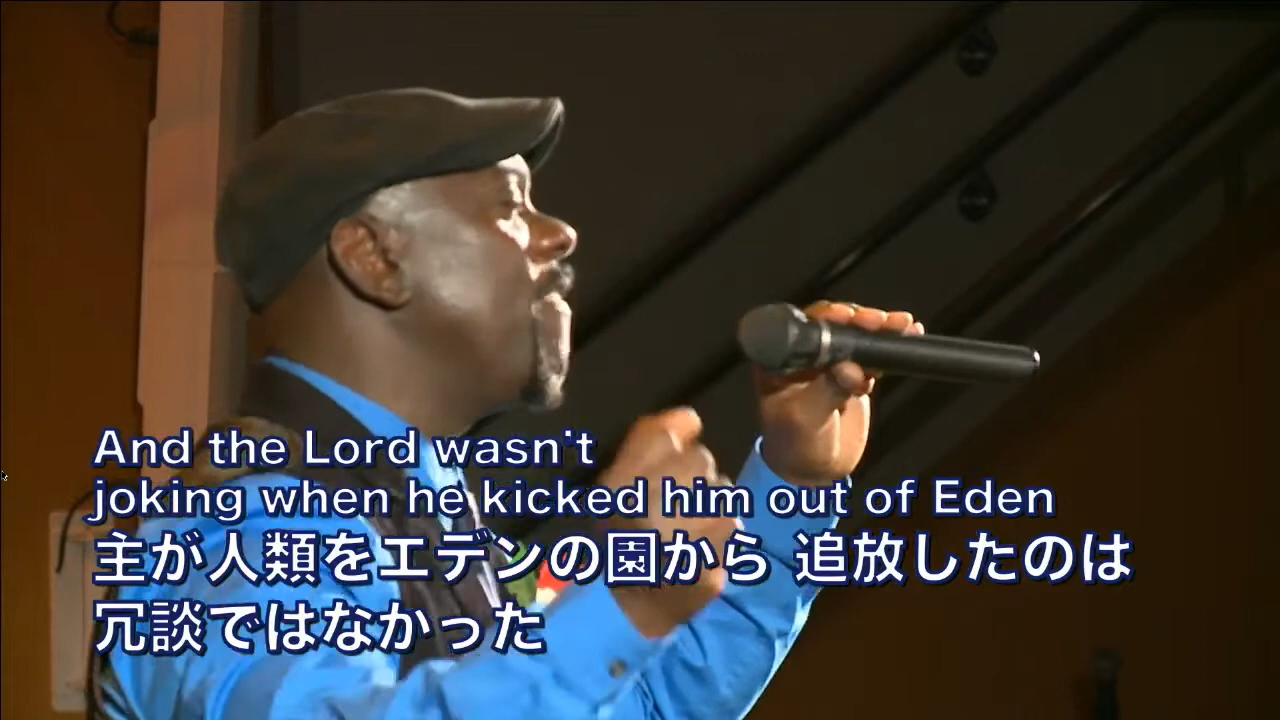 And the Lord wasn't
joking when he kicked him out of Eden
主が人類をエデンの園から 追放したのは
冗談ではなかった